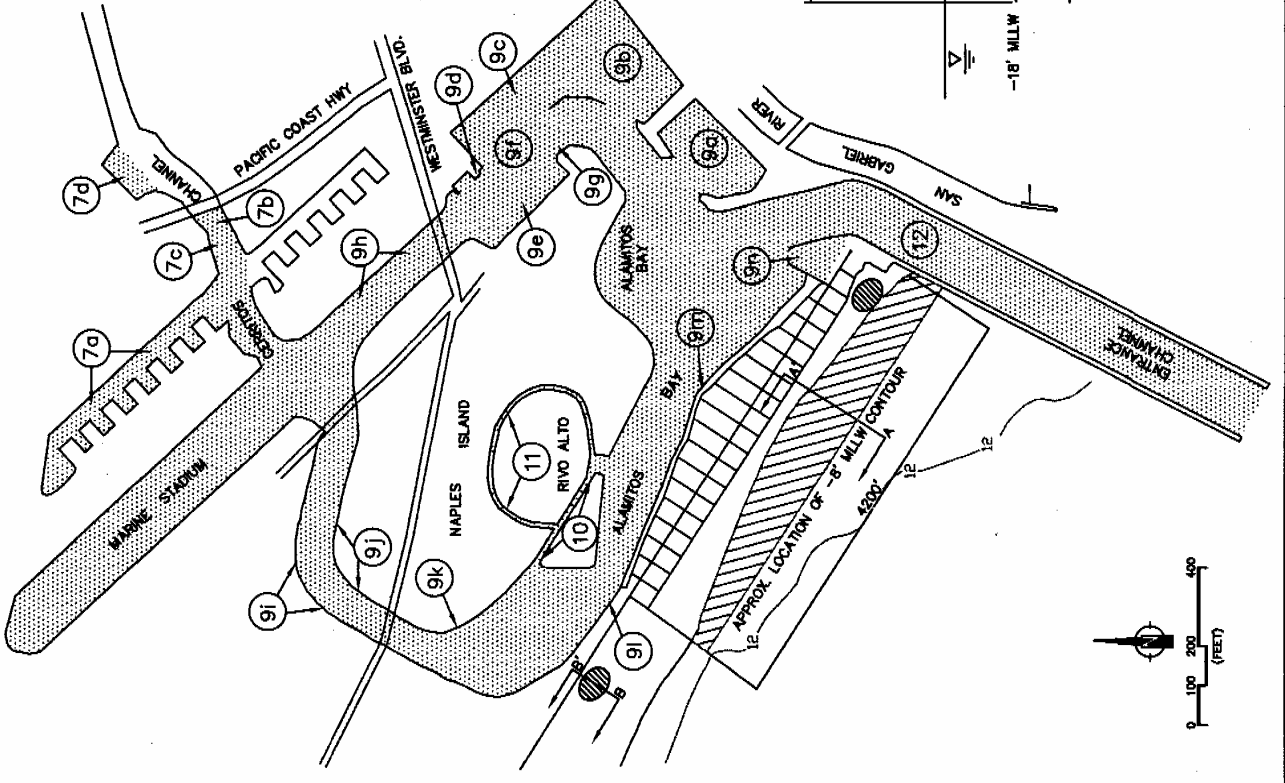 -18' MLLW
7d
CHANNEL
PACIFIC COAST HWY
WESTMINSTER BLVD.
9c
9b
9d
7b
7c
9f
9a
RIVER
GABRIEL
SAN
9g
9h
9e
7a
CERRITOS
ALAMITOS
BAY
9n
12
MARINE STADIUM
9m
NAPLES
ISLAND
11
RIVO ALTO
BAY
ALAMITOS
10
A'
ENTRANCE
CHANNEL
9j
9i
9k
APPROX. LOCATION OF -8' MLLW CONTOUR
A
12
12
4200'
12
9l
B'
B
N
0 100 200 400
(FEET)